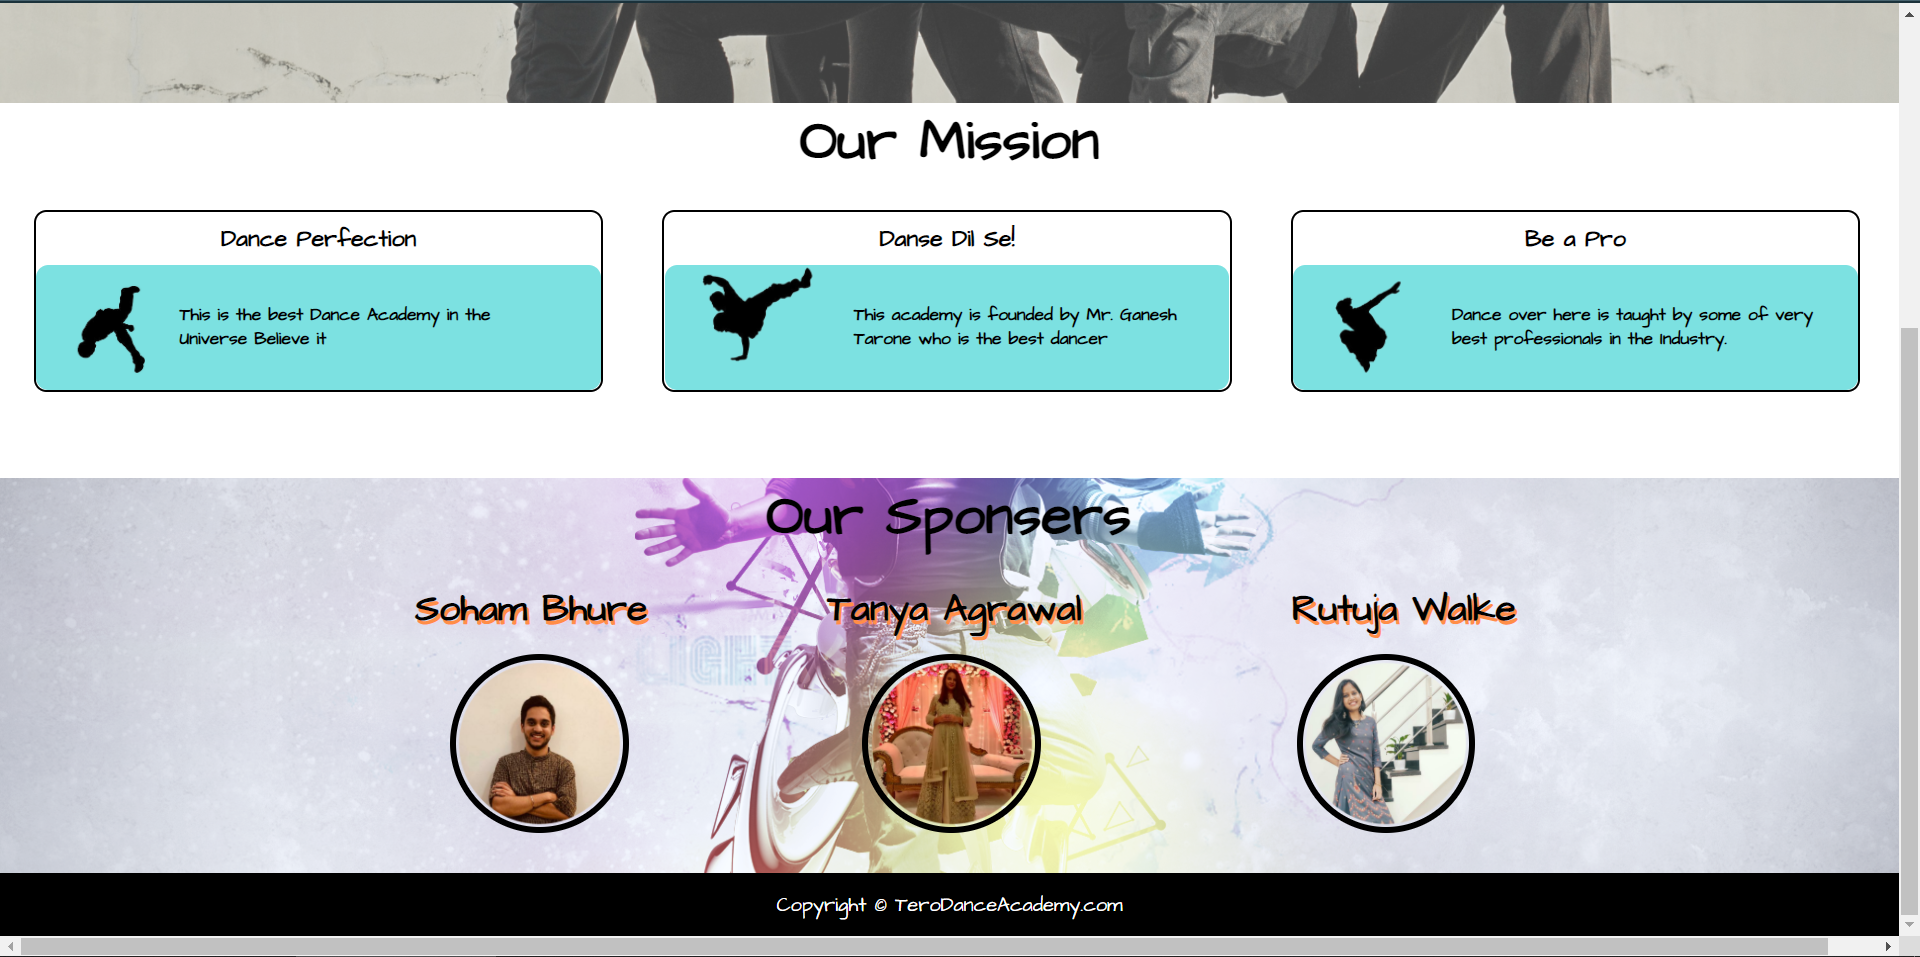 Our Mission
Dance Perfection
This is the best Dance Academy in the
Universe Believe it
Danse Dil Se!
This academy is founded by Mr. Ganesh
Tarone who is the best dancer
Be a Pro
Dance over here is taught by some of very
best professionals in the Industry.
Our Sponsers
Soham Bhure
Tanya Agrawal
Rutuja Walke
LIGHT
Copyright © TeroDanceAcademy.com